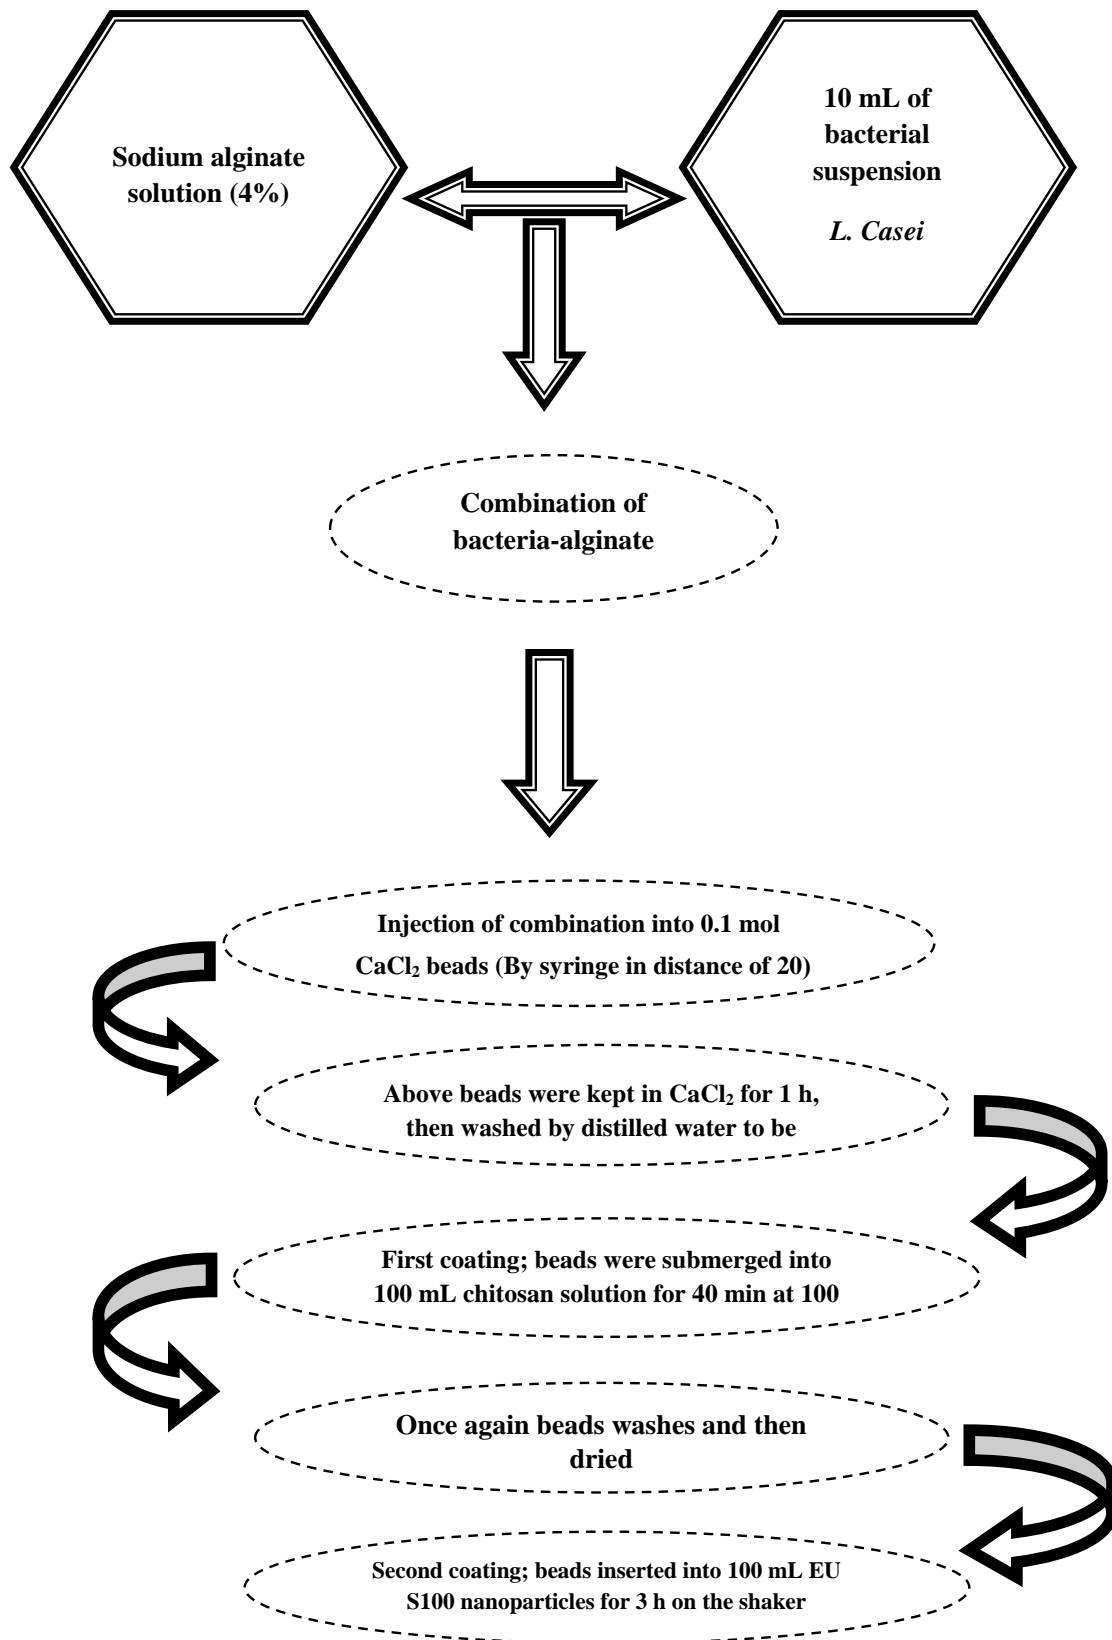 Sodium alginate
solution (4%)
10 mL of
bacterial
suspension
L. Casei
Combination of
bacteria-alginate
Injection of combination into 0.1 mol
CaCl₂ beads (By syringe in distance of 20)
Above beads were kept in CaCl₂ for 1 h,
then washed by distilled water to be
First coating; beads were submerged into
100 mL chitosan solution for 40 min at 100
Once again beads washes and then
dried
Second coating; beads inserted into 100 mL EU
S100 nanoparticles for 3 h on the shaker